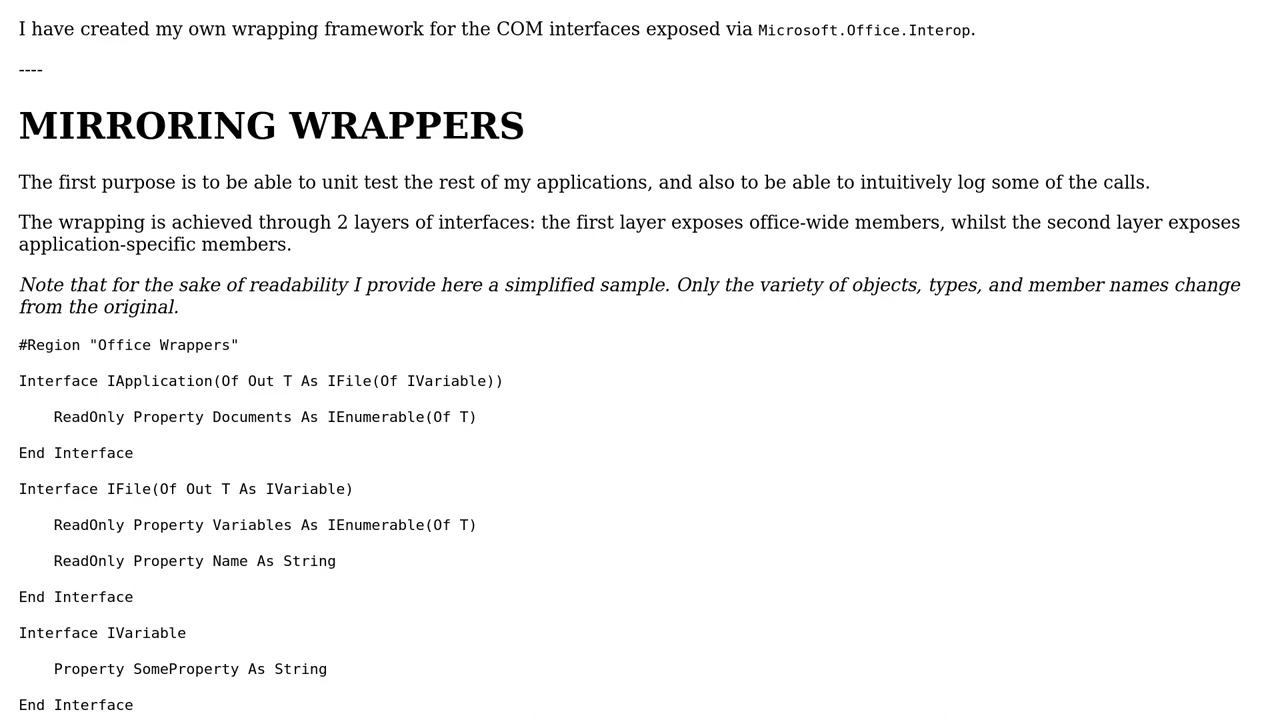 I have created my own wrapping framework for the COM interfaces exposed via Microsoft.Office.Interop.
----
MIRRORING WRAPPERS
The first purpose is to be able to unit test the rest of my applications, and also to be able to intuitively log some of the calls.
The wrapping is achieved through 2 layers of interfaces: the first layer exposes office-wide members, whilst the second layer exposes
application-specific members.
Note that for the sake of readability I provide here a simplified sample. Only the variety of objects, types, and member names change
from the original.
#Region "Office Wrappers"
Interface IApplication(Of Out T As IFile(Of IVariable))
    ReadOnly Property Documents As IEnumerable(Of T)
End Interface
Interface IFile(Of Out T As IVariable)
    ReadOnly Property Variables As IEnumerable(Of T)
    ReadOnly Property Name As String
End Interface
Interface IVariable
    Property SomeProperty As String
End Interface